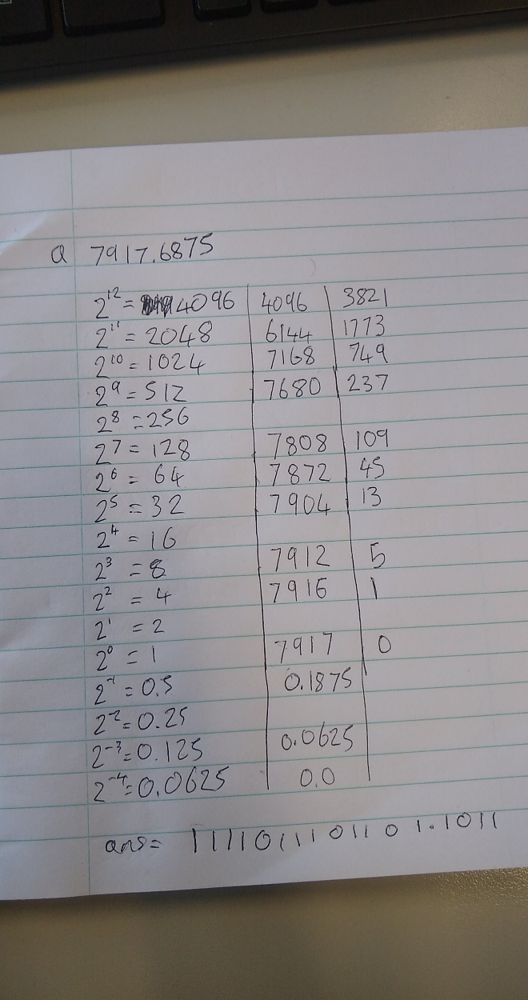 a 7917.6875
2^12 = 4096 4096 3821
2^11 = 2048 6144 1773
2^10 = 1024 7168 749
2^9 = 512 7680 237
2^8 = 256
2^7 = 128 7808 109
2^6 = 64 7872 45
2^5 = 32 7904 13
2^4 = 16
2^3 = 8 7912 5
2^2 = 4 7916 1
2^1 = 2
2^0 = 1 7917 0
2^-1 = 0.5 0.1875
2^-2 = 0.25
2^-3 = 0.125 0.0625
2^-4 = 0.0625 0.0
ans = 1111011101101.1011